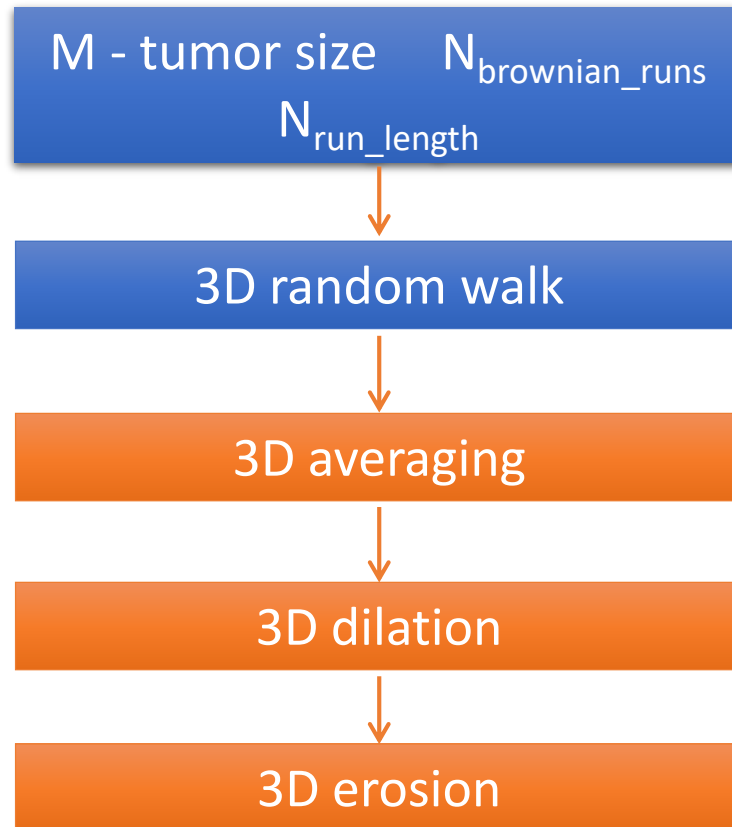 M - tumor size N_brownian_runs
N_run_length
3D random walk
3D averaging
3D dilation
3D erosion